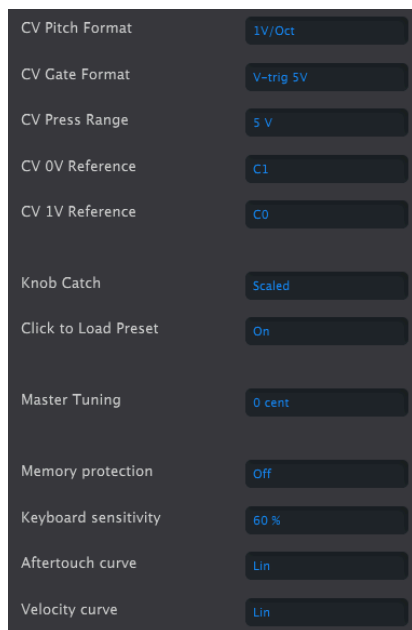 CV Pitch Format 1V/Oct
CV Gate Format V-trig 5V
CV Press Range 5 V
CV 0V Reference C1
CV 1V Reference C0
Knob Catch Scaled
Click to Load Preset On
Master Tuning 0 cent
Memory protection Off
Keyboard sensitivity 60 %
Aftertouch curve Lin
Velocity curve Lin